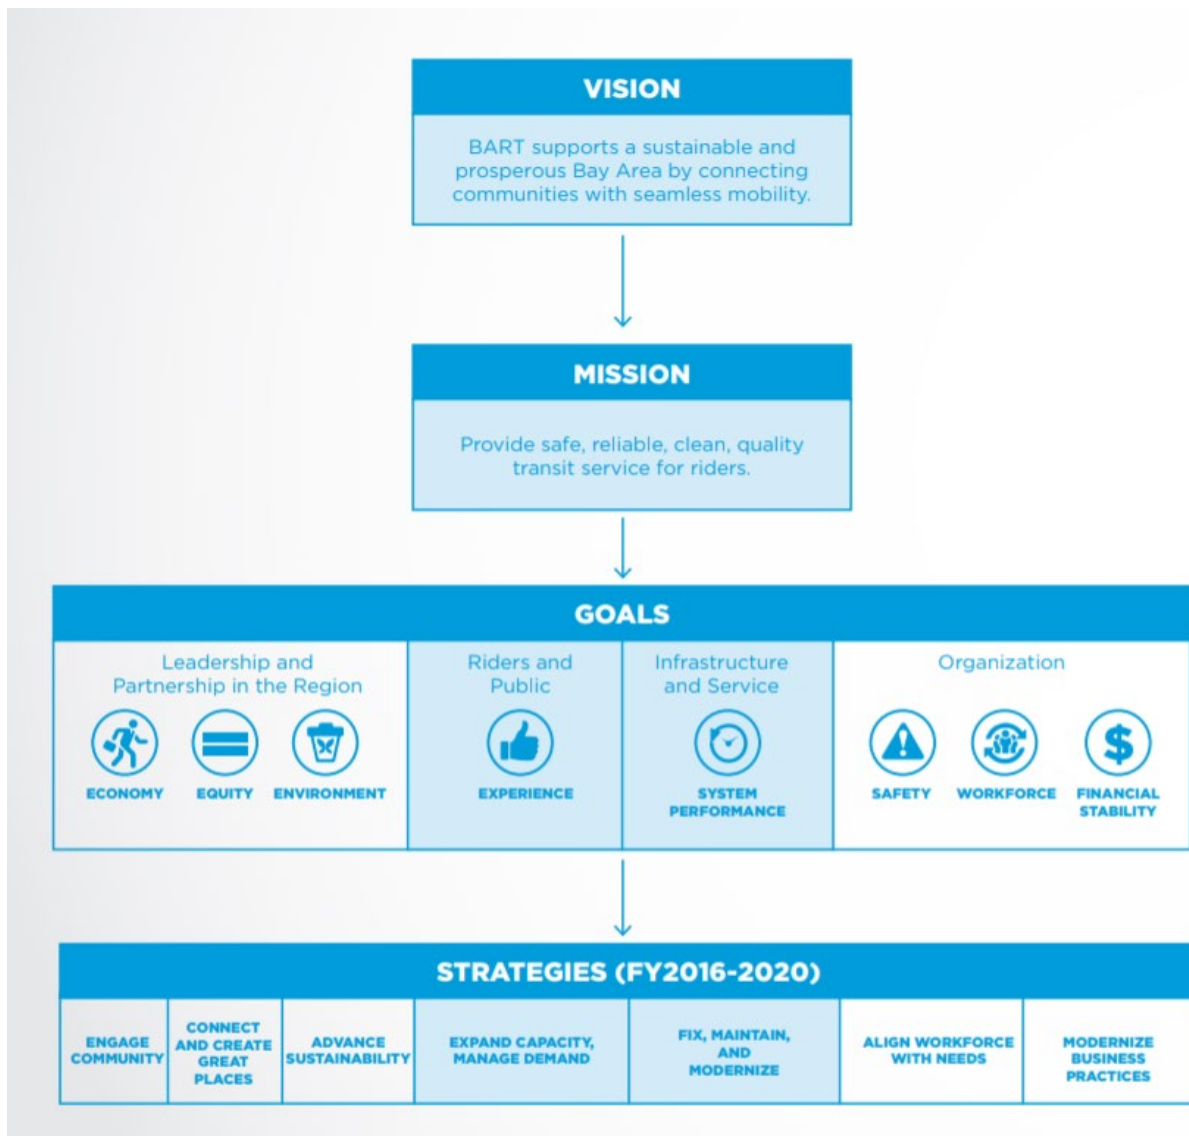 VISION
BART supports a sustainable and
prosperous Bay Area by connecting
communities with seamless mobility.
MISSION
Provide safe, reliable, clean, quality
transit service for riders.
GOALS
Leadership and
Partnership in the Region
ECONOMY
EQUITY
ENVIRONMENT
Riders and
Public
EXPERIENCE
Infrastructure
and Service
SYSTEM
PERFORMANCE
Organization
SAFETY
WORKFORCE
$
FINANCIAL
STABILITY
STRATEGIES (FY2016-2020)
ENGAGE
COMMUNITY
CONNECT
AND CREATE
GREAT
PLACES
ADVANCE
SUSTAINABILITY
EXPAND CAPACITY,
MANAGE DEMAND
FIX, MAINTAIN,
AND
MODERNIZE
ALIGN WORKFORCE
WITH NEEDS
MODERNIZE
BUSINESS
PRACTICES